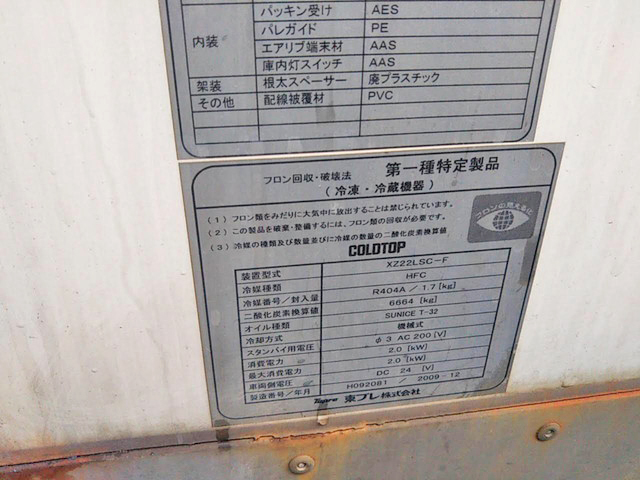 パッキン受け AES
内装 パレガイド PE
エアリブ端末材 AAS
庫内灯スイッチ AAS
架装 根太スペーサー 廃プラスチック
その他 配線被覆材 PVC
フロン回収・破壊法 第一種特定製品
(冷凍・冷蔵機器)
(1) フロン類をみだりに大気中に放出することは禁じられています。
(2) この製品を廃棄・整備するには、フロン類の回収が必要です。
(3) 冷媒の種類及び数量並びに冷媒の数量の二酸化炭素換算値
COLDTOP
装置型式 XZ22LSC-F
冷媒種類 HFC
冷媒番号/封入量 R404A / 1.7 [kg]
二酸化炭素換算値 6664 [kg]
オイル種類 SUNICE T-32
冷却方式 機械式
スタンバイ用電圧 φ3 AC 200 [V]
消費電力 2.0 [kW]
最大消費電力 2.0 [kW]
車両側電圧 DC 24 [V]
製造番号/年月 H092081 / 2009-12
Topre 東プレ株式会社